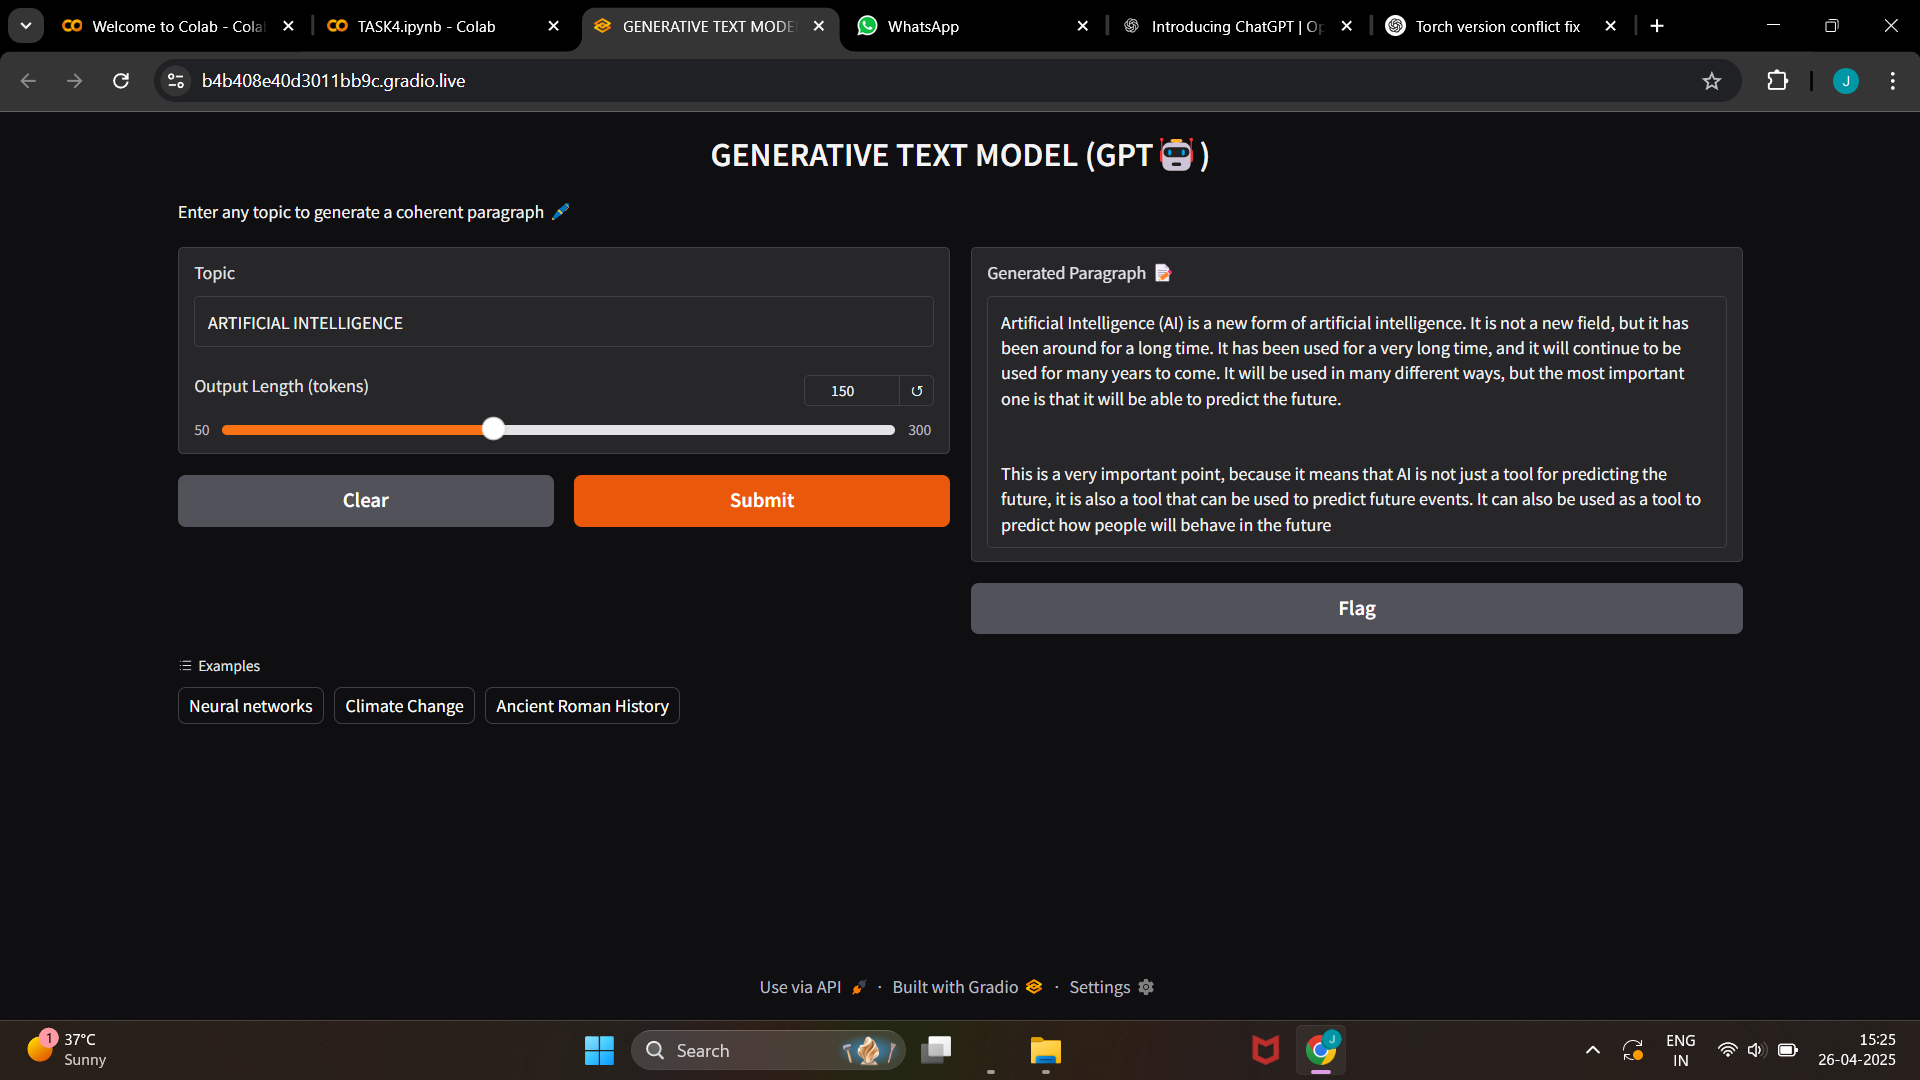 Welcome to Colab - Cola
TASK4.ipynb - Colab
GENERATIVE TEXT MODE
WhatsApp
Introducing ChatGPT | Op
Torch version conflict fix
b4b408e40d3011bb9c.gradio.live
J
GENERATIVE TEXT MODEL (GPT🤖)
Enter any topic to generate a coherent paragraph 🖋️
Topic
ARTIFICIAL INTELLIGENCE
Output Length (tokens)
150
50
300
Clear
Submit
Generated Paragraph 📝
Artificial Intelligence (AI) is a new form of artificial intelligence. It is not a new field, but it has
been around for a long time. It has been used for a very long time, and it will continue to be
used for many years to come. It will be used in many different ways, but the most important
one is that it will be able to predict the future.
This is a very important point, because it means that AI is not just a tool for predicting the
future, it is also a tool that can be used to predict future events. It can also be used as a tool to
predict how people will behave in the future
Flag
Examples
Neural networks
Climate Change
Ancient Roman History
Use via API · Built with Gradio · Settings
1
37°C
Sunny
Search
J
ENG
IN
15:25
26-04-2025